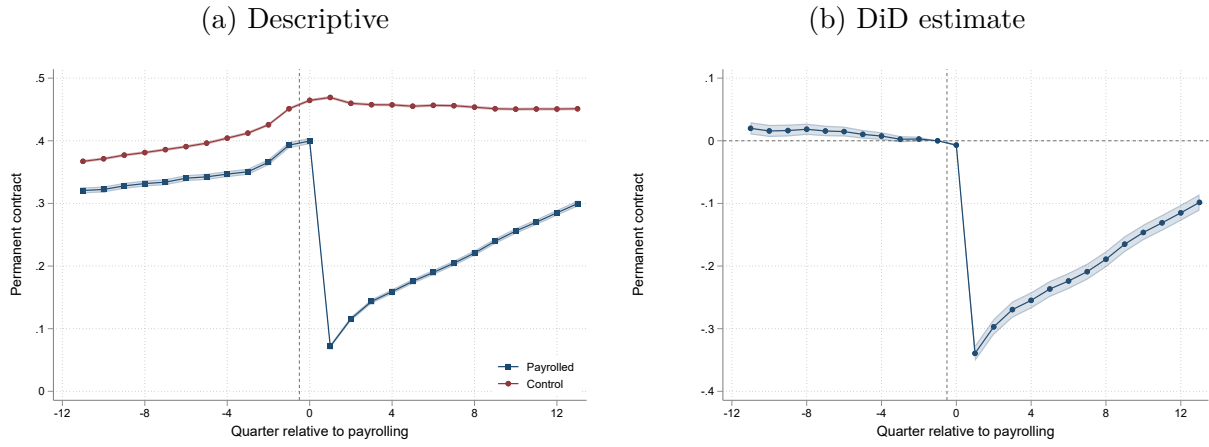 (a) Descriptive
.5
.4
.3
.2
.1
0
Permanent contract
-12 -8 -4 0 4 8 12
Quarter relative to payrolling
Payrolled
Control
(b) DiD estimate
.1
0
-.1
-.2
-.3
-.4
Permanent contract
-12 -8 -4 0 4 8 12
Quarter relative to payrolling